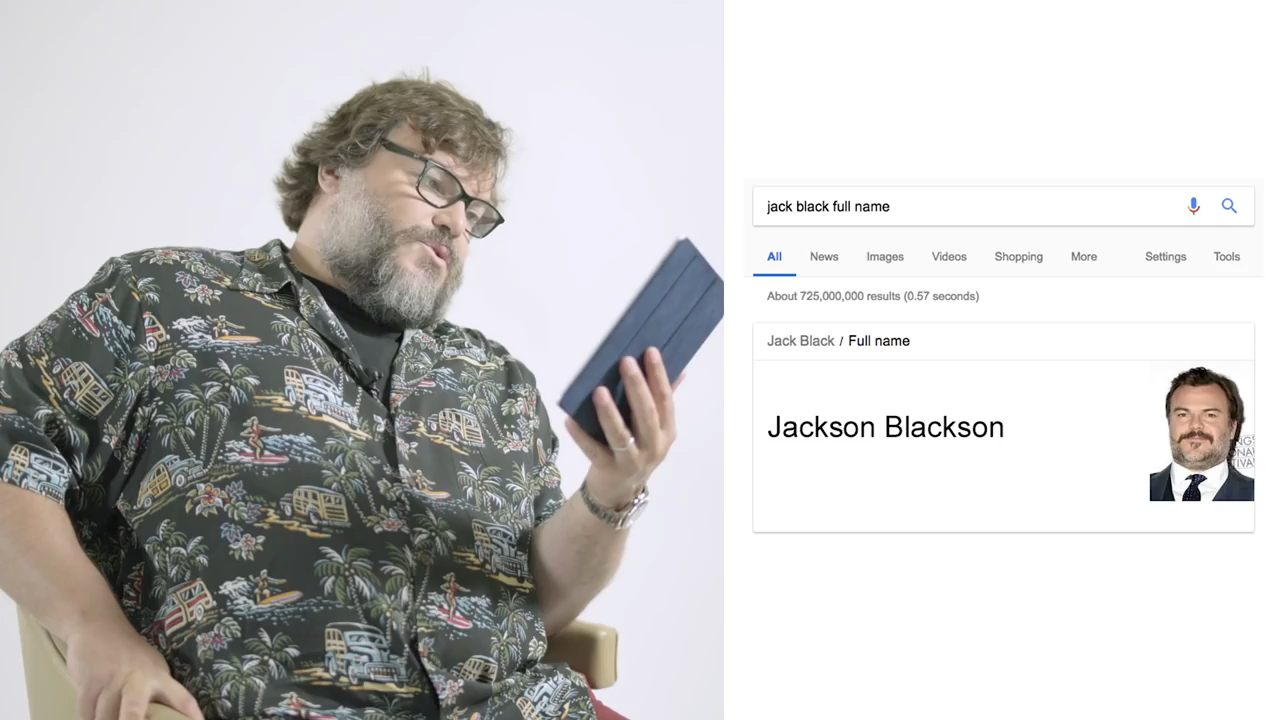 jack black full name
All News Images Videos Shopping More Settings Tools
About 725,000,000 results (0.57 seconds)
Jack Black / Full name
Jackson Blackson